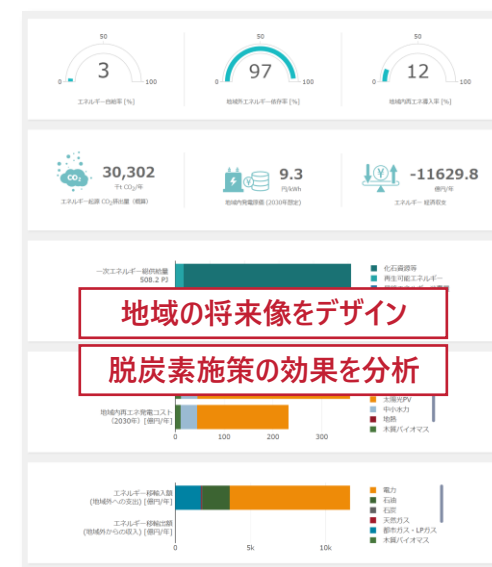 50
50
50
3
97
12
0
100
0
100
0
100
エネルギー自給率 [%]
地域外エネルギー依存率 [%]
地域内再エネ導入率 [%]
CO₂
30,302
千t CO₂/年
エネルギー起源 CO₂排出量（概算）
9.3
円/kWh
地域内発電原価 (2030年想定)
-11629.8
億円/年
エネルギー 経済収支
一次エネルギー総供給量
508.2 PJ
化石資源等
再生可能エネルギー
地域の将来像をデザイン
脱炭素施策の効果を分析
太陽光PV
中小水力
地熱
木質バイオマス
地域内再エネ発電コスト
（2030年）[億円/年]
0
100
200
300
エネルギー移輸入額
(地域外への支出) [億円/年]
エネルギー移輸出額
(地域外からの収入) [億円/年]
0
5k
10k
電力
石油
石炭
天然ガス
都市ガス・LPガス
木質バイオマス